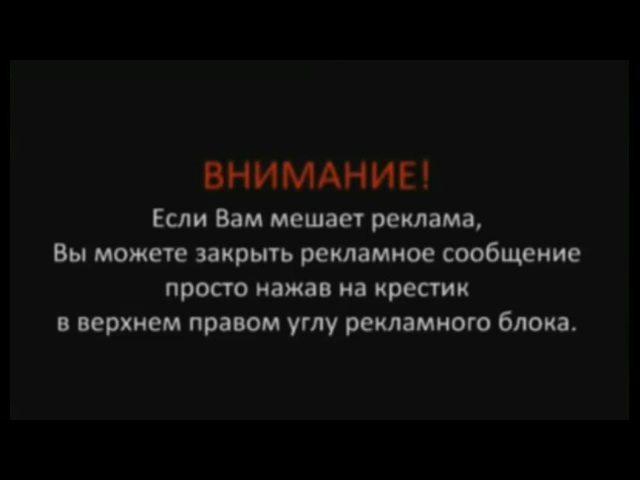 ВНИМАНИЕ!
Если Вам мешает реклама,
Вы можете закрыть рекламное сообщение
просто нажав на крестик
в верхнем правом углу рекламного блока.